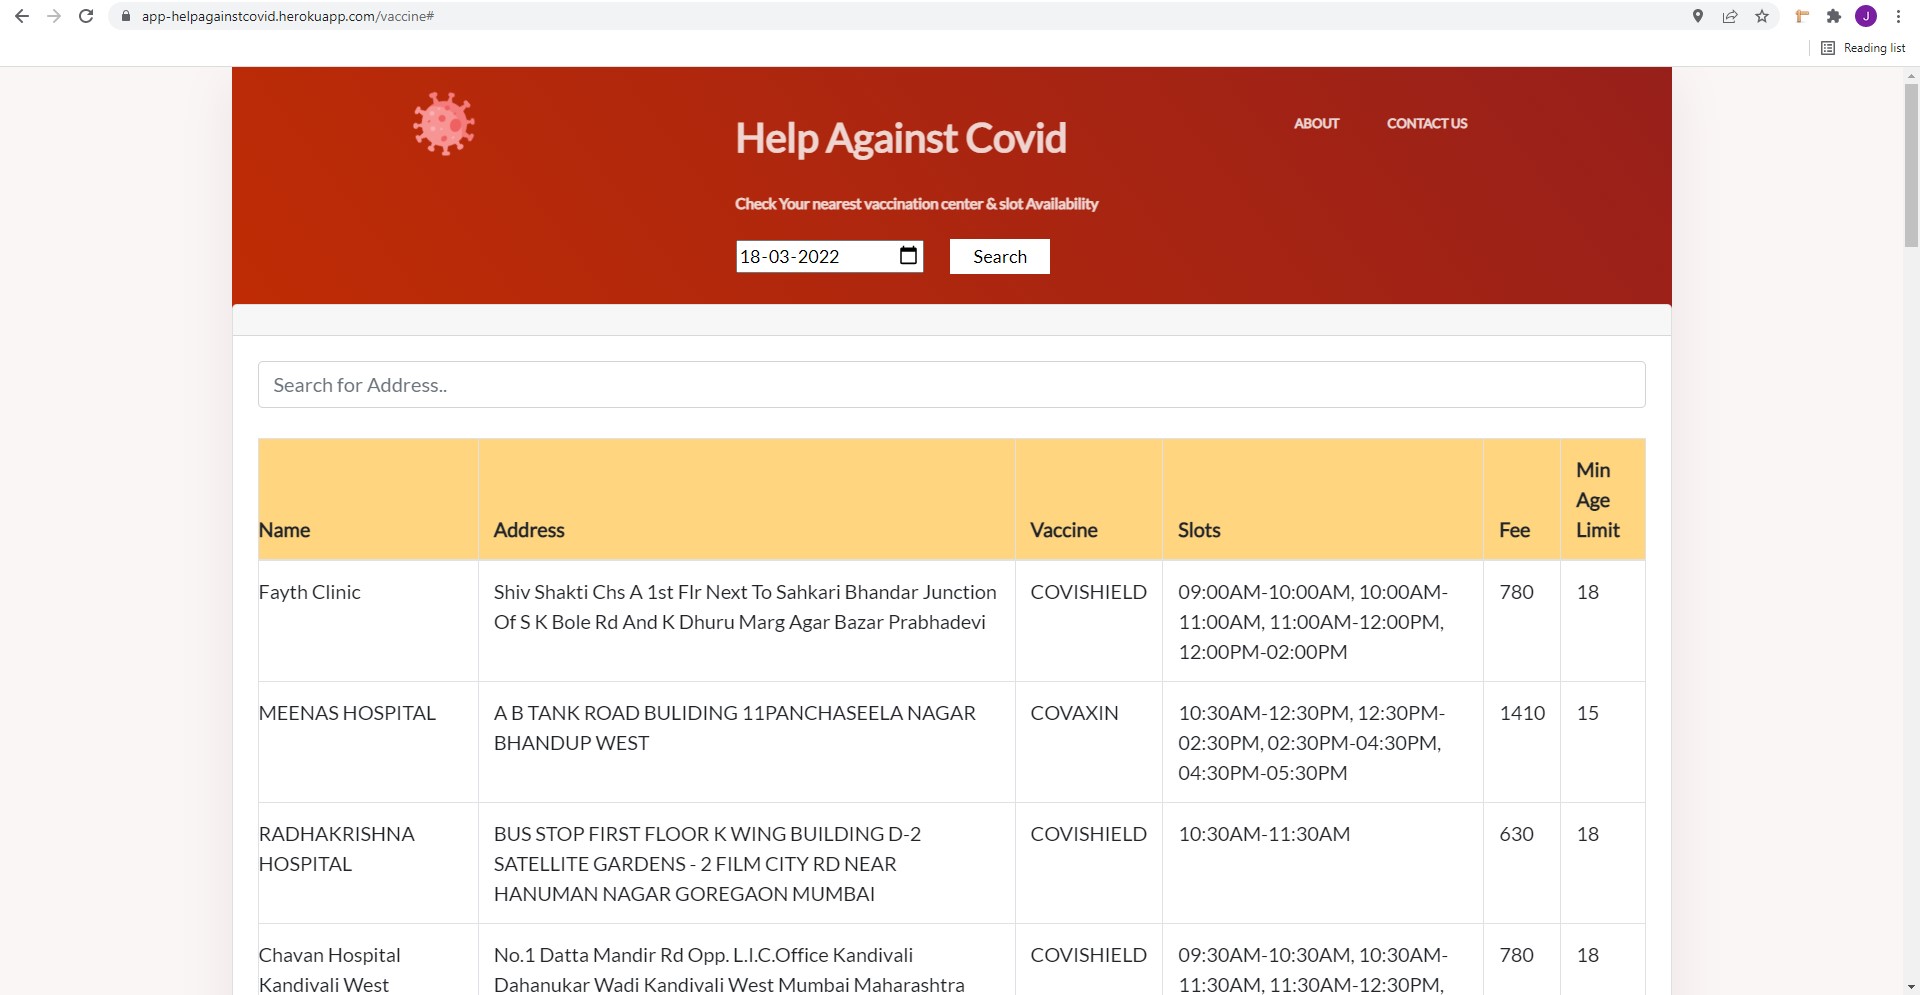 app-helpagainstcovid.herokuapp.com/vaccine#
J
Reading list
Help Against Covid
ABOUT
CONTACT US
Check Your nearest vaccination center & slot Availability
18-03-2022
Search
Search for Address..
Name
Address
Vaccine
Slots
Fee
Min
Age
Limit
Fayth Clinic
Shiv Shakti Chs A 1st Flr Next To Sahkari Bhandar Junction
Of S K Bole Rd And K Dhuru Marg Agar Bazar Prabhadevi
COVISHIELD
09:00AM-10:00AM, 10:00AM-
11:00AM, 11:00AM-12:00PM,
12:00PM-02:00PM
780
18
MEENAS HOSPITAL
A B TANK ROAD BULIDING 11PANCHASEELA NAGAR
BHANDUP WEST
COVAXIN
10:30AM-12:30PM, 12:30PM-
02:30PM, 02:30PM-04:30PM,
04:30PM-05:30PM
1410
15
RADHAKRISHNA
HOSPITAL
BUS STOP FIRST FLOOR K WING BUILDING D-2
SATELLITE GARDENS - 2 FILM CITY RD NEAR
HANUMAN NAGAR GOREGAON MUMBAI
COVISHIELD
10:30AM-11:30AM
630
18
Chavan Hospital
Kandivali West
No.1 Datta Mandir Rd Opp. L.I.C.Office Kandivali
Dahanukar Wadi Kandivali West Mumbai Maharashtra
COVISHIELD
09:30AM-10:30AM, 10:30AM-
11:30AM, 11:30AM-12:30PM,
780
18